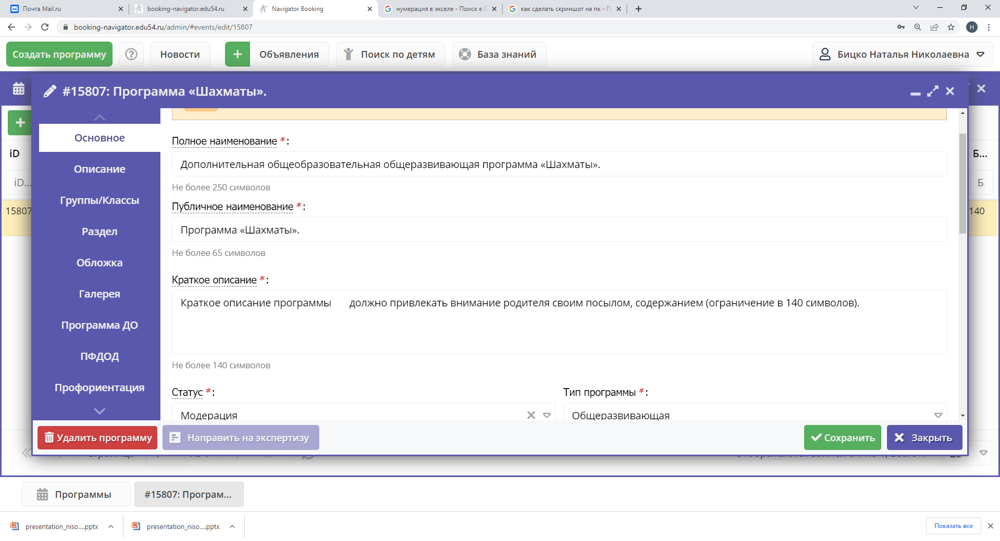 Почта Mail.ru
booking-navigator.edu54.ru
Navigator Booking
нумерация в экселе - Поиск в G
как сделать скриншот на пк - П
booking-navigator.edu54.ru/admin/#events/edit/15807
Н
Создать программу
?
Новости
+ Объявления
Поиск по детям
База знаний
Бицко Наталья Николаевна
#15807: Программа «Шахматы».
Основное
Описание
Группы/Классы
Раздел
Обложка
Галерея
Программа ДО
ПФДОД
Профориентация
iD
iD...
15807
Б...
Б
140
Полное наименование *:
Дополнительная общеобразовательная общеразвивающая программа «Шахматы».
Не более 250 символов
Публичное наименование *:
Программа «Шахматы».
Не более 65 символов
Краткое описание *:
Краткое описание программы должно привлекать внимание родителя своим посылом, содержанием (ограничение в 140 символов).
Не более 140 символов
Статус *:
Модерация
Тип программы *:
Общеразвивающая
Удалить программу
Направить на экспертизу
Сохранить
Закрыть
Программы
#15807: Програм...
presentation_niso....pptx
presentation_niso....pptx
Показать все